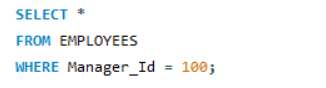 SELECT *
FROM EMPLOYEES
WHERE Manager_Id = 100;